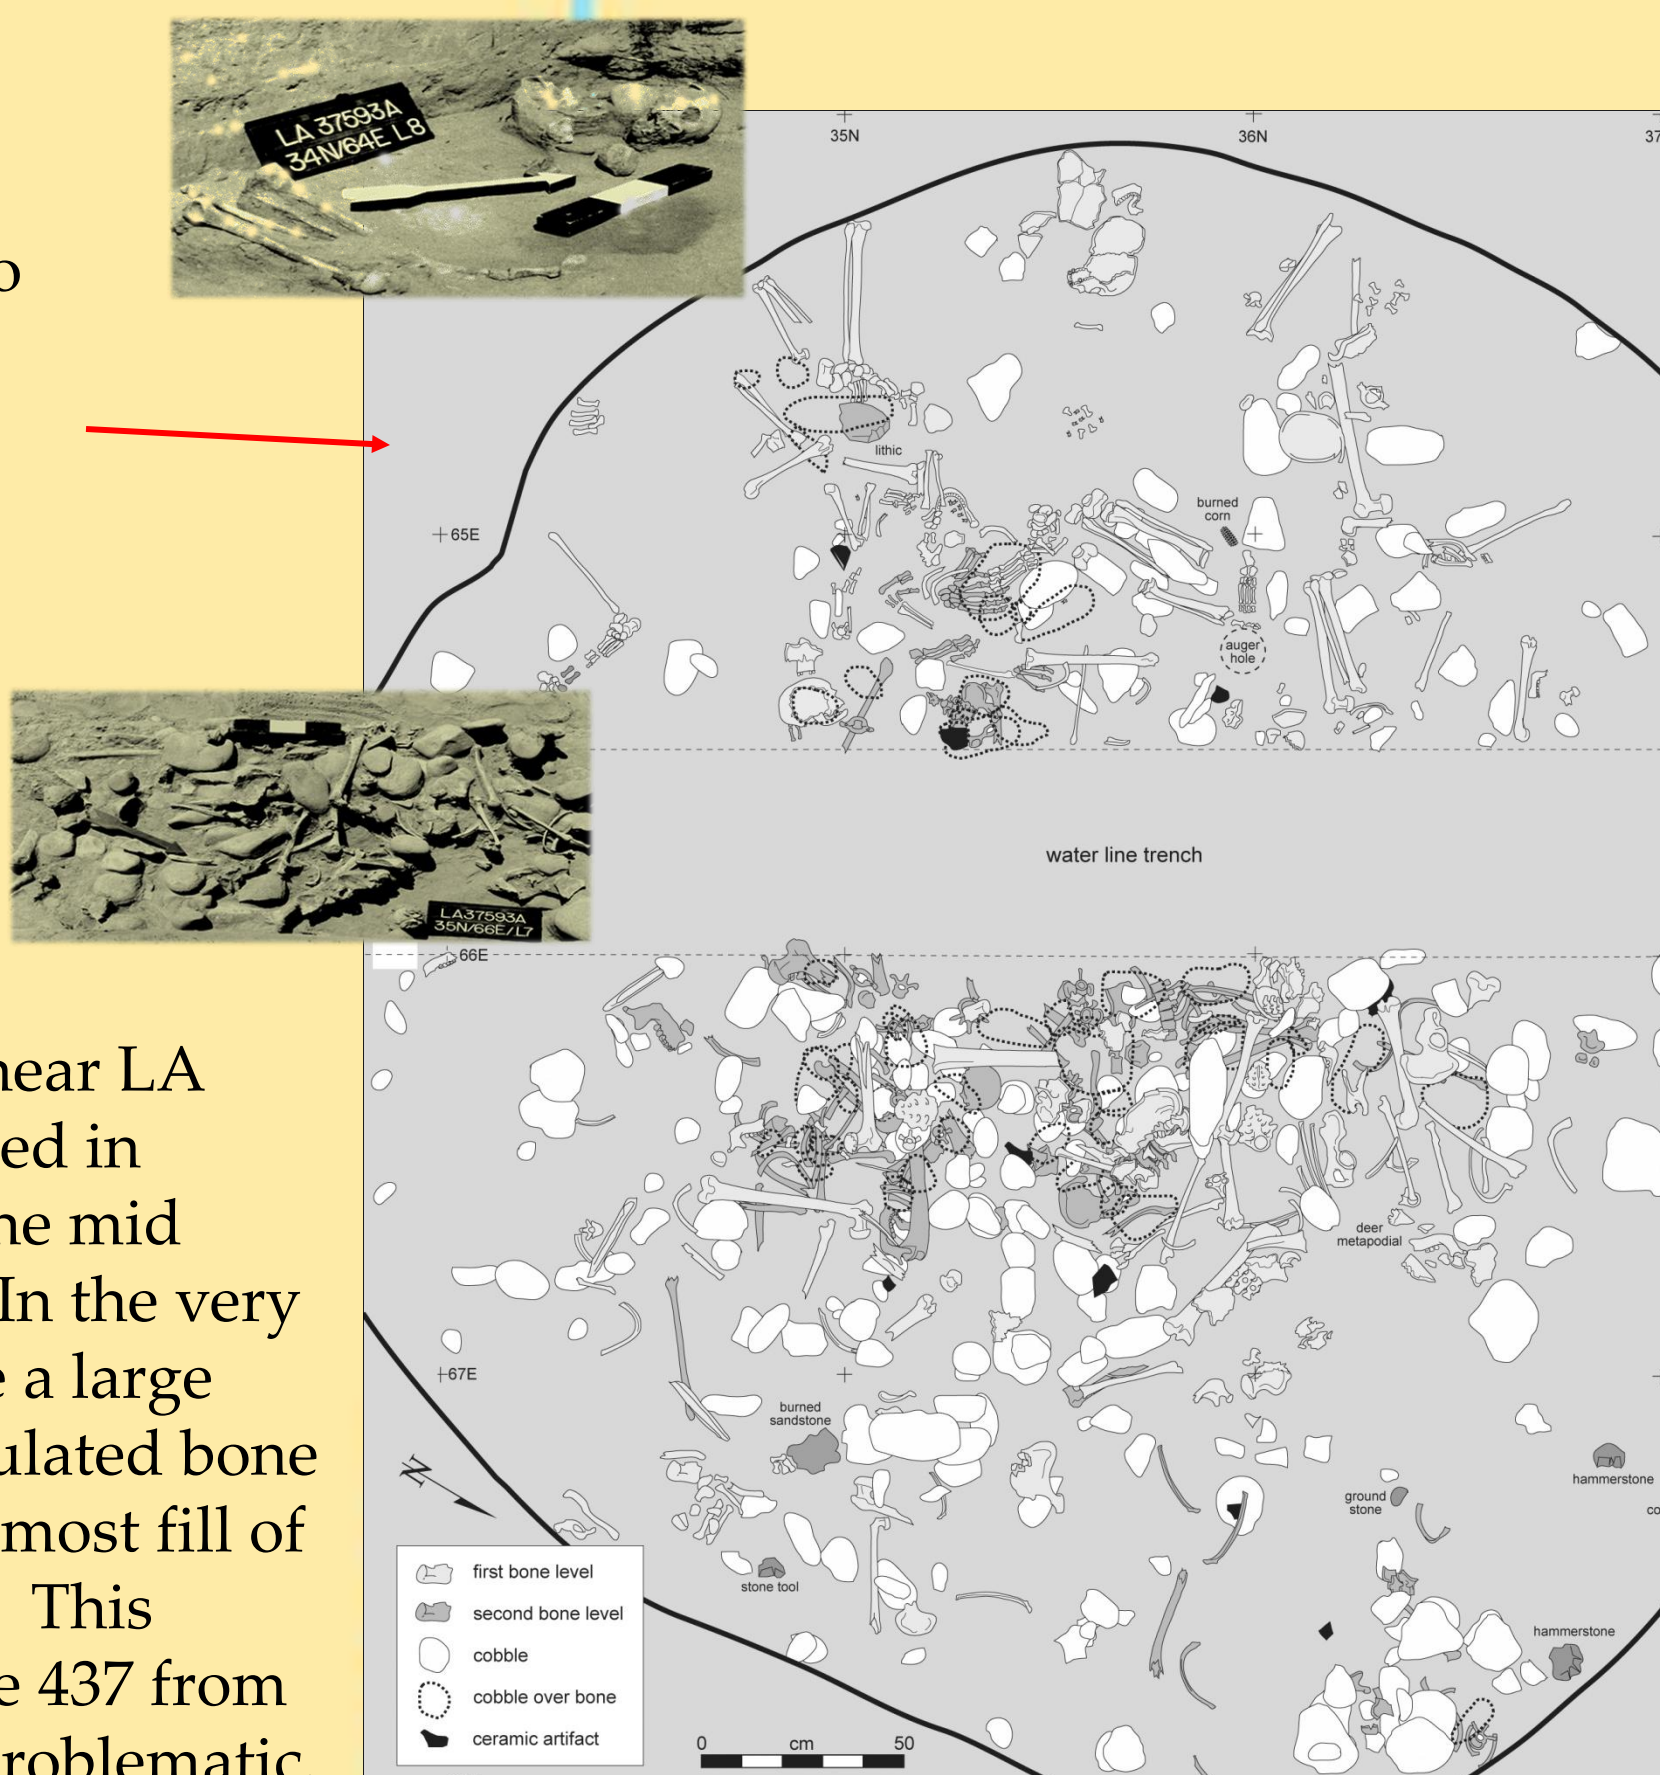 LA 37593A
34N/64E L8
35N
36N
37
o
lithic
burned
corn
65E
auger
hole
LA37593A
35N/66E/L7
water line trench
66E
near LA
ed in
ne mid
In the very
e a large
ulated bone
most fill of
This
e 437 from
roblematic.
deer
metapodial
67E
burned
sandstone
N
hammerstone
ground
stone
co
stone tool
hammerstone
first bone level
second bone level
cobble
cobble over bone
ceramic artifact
0 cm 50